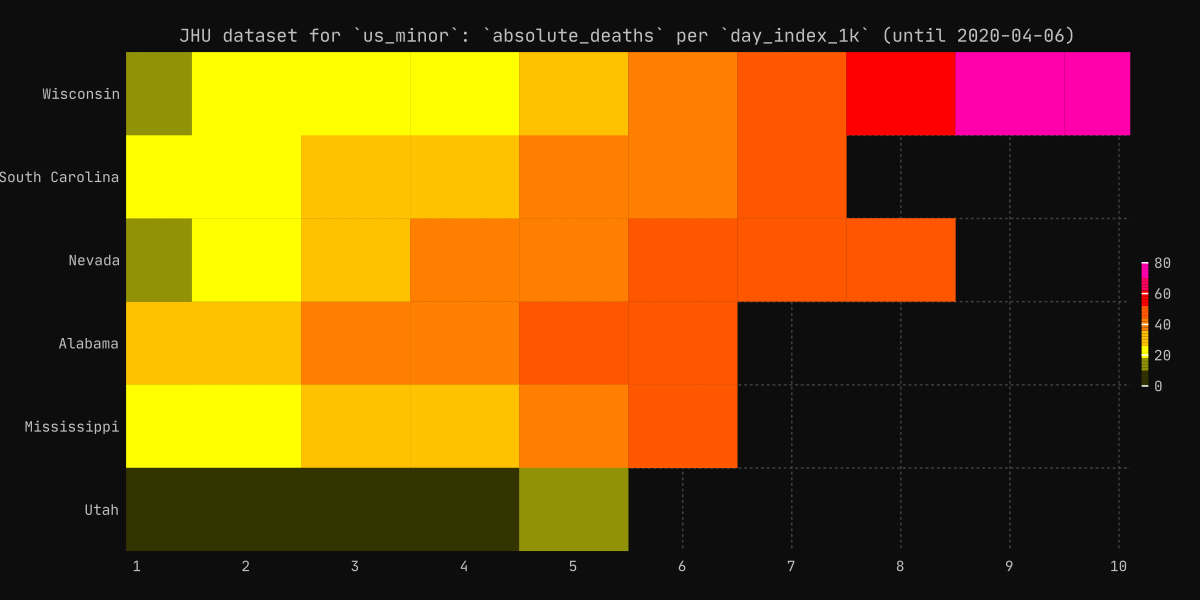 JHU dataset for `us_minor`: `absolute_deaths` per `day_index_1k` (until 2020-04-06)
Wisconsin
South Carolina
Nevada
Alabama
Mississippi
Utah
1 2 3 4 5 6 7 8 9 10
80
60
40
20
0